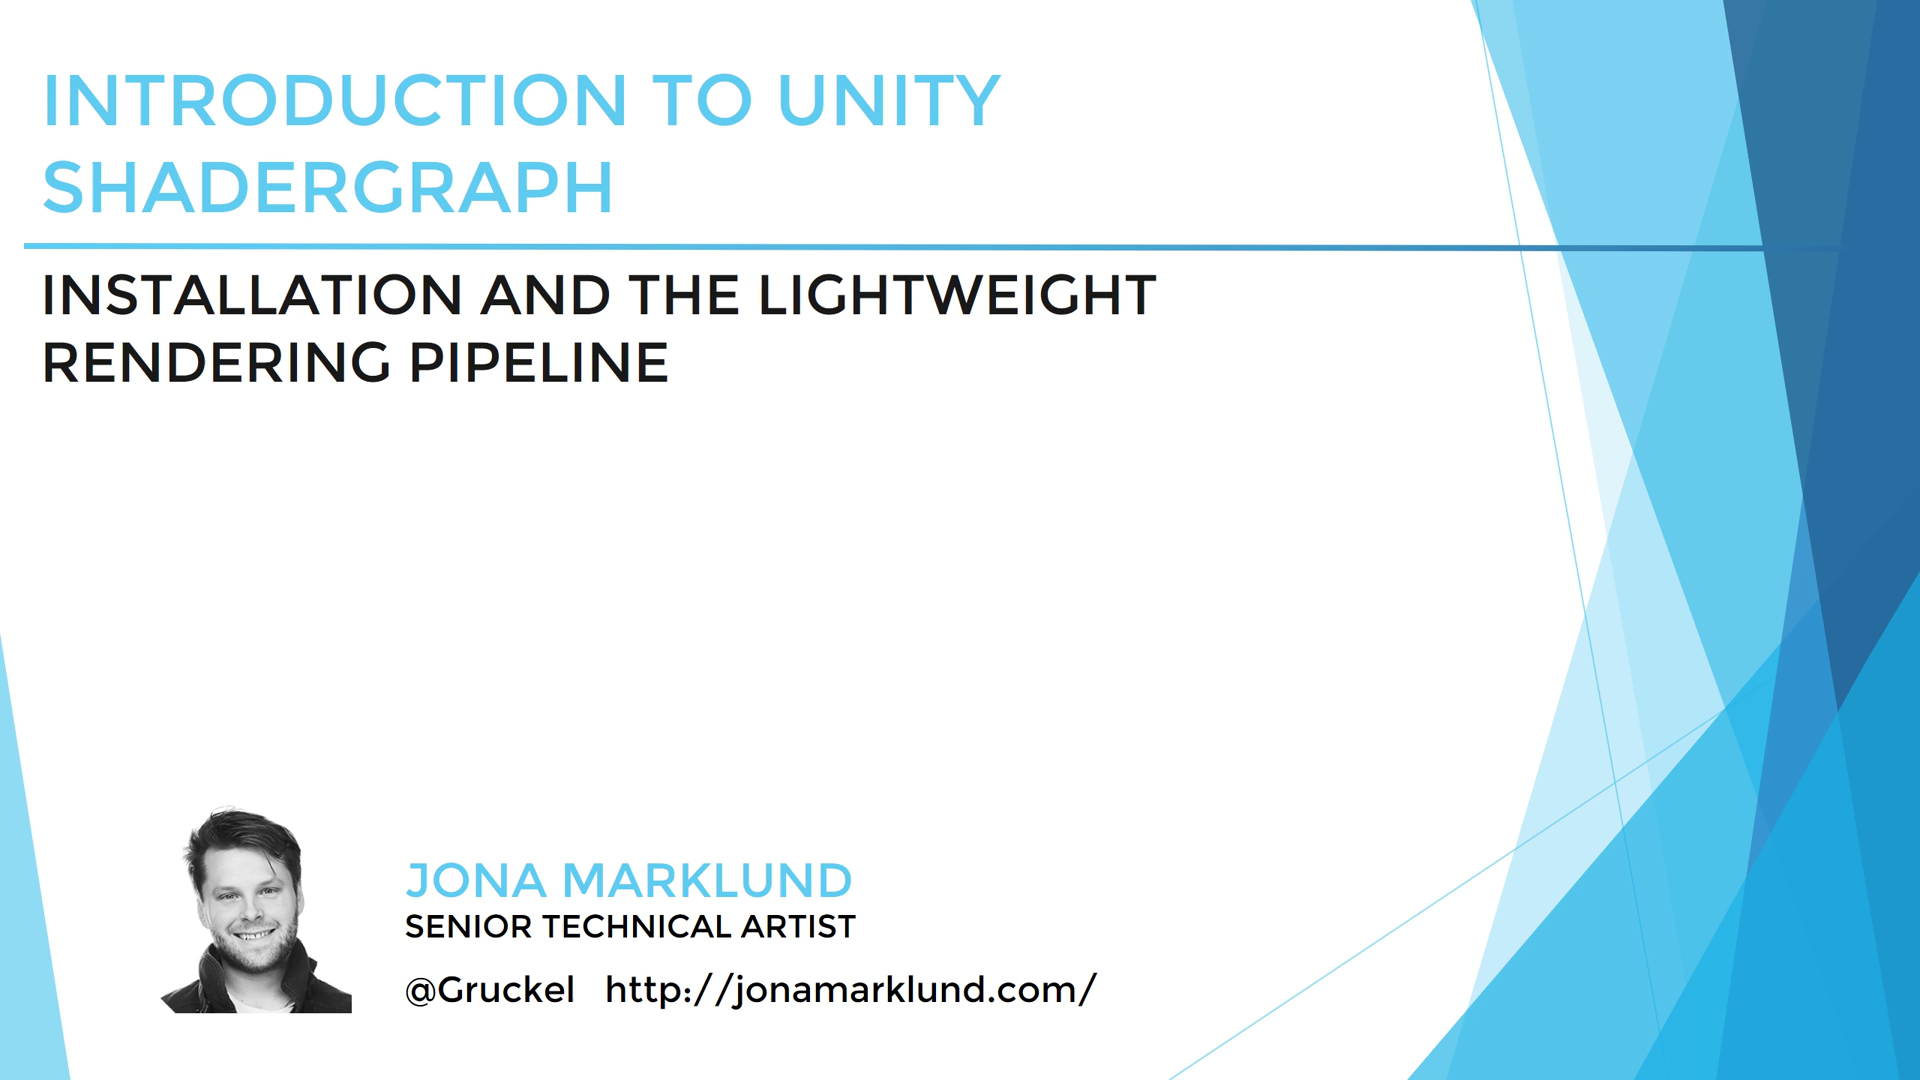 INTRODUCTION TO UNITY
SHADERGRAPH
INSTALLATION AND THE LIGHTWEIGHT
RENDERING PIPELINE
JONA MARKLUND
SENIOR TECHNICAL ARTIST
@Gruckel http://jonamarklund.com/